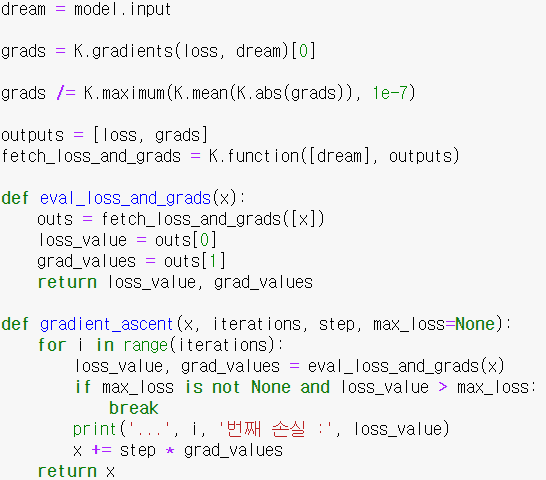 dream = model.input
grads = K.gradients(loss, dream)[0]
grads /= K.maximum(K.mean(K.abs(grads)), 1e-7)
outputs = [loss, grads]
fetch_loss_and_grads = K.function([dream], outputs)
def eval_loss_and_grads(x):
    outs = fetch_loss_and_grads([x])
    loss_value = outs[0]
    grad_values = outs[1]
    return loss_value, grad_values
def gradient_ascent(x, iterations, step, max_loss=None):
    for i in range(iterations):
        loss_value, grad_values = eval_loss_and_grads(x)
        if max_loss is not None and loss_value > max_loss:
            break
        print('...', i, '번째 손실 :', loss_value)
        x += step * grad_values
    return x